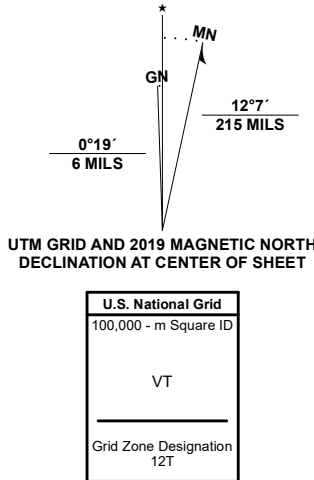 ★
MN
GN
0°19´
6 MILS
12°7´
215 MILS
UTM GRID AND 2019 MAGNETIC NORTH
DECLINATION AT CENTER OF SHEET
U.S. National Grid
100,000 - m Square ID
VT
Grid Zone Designation
12T